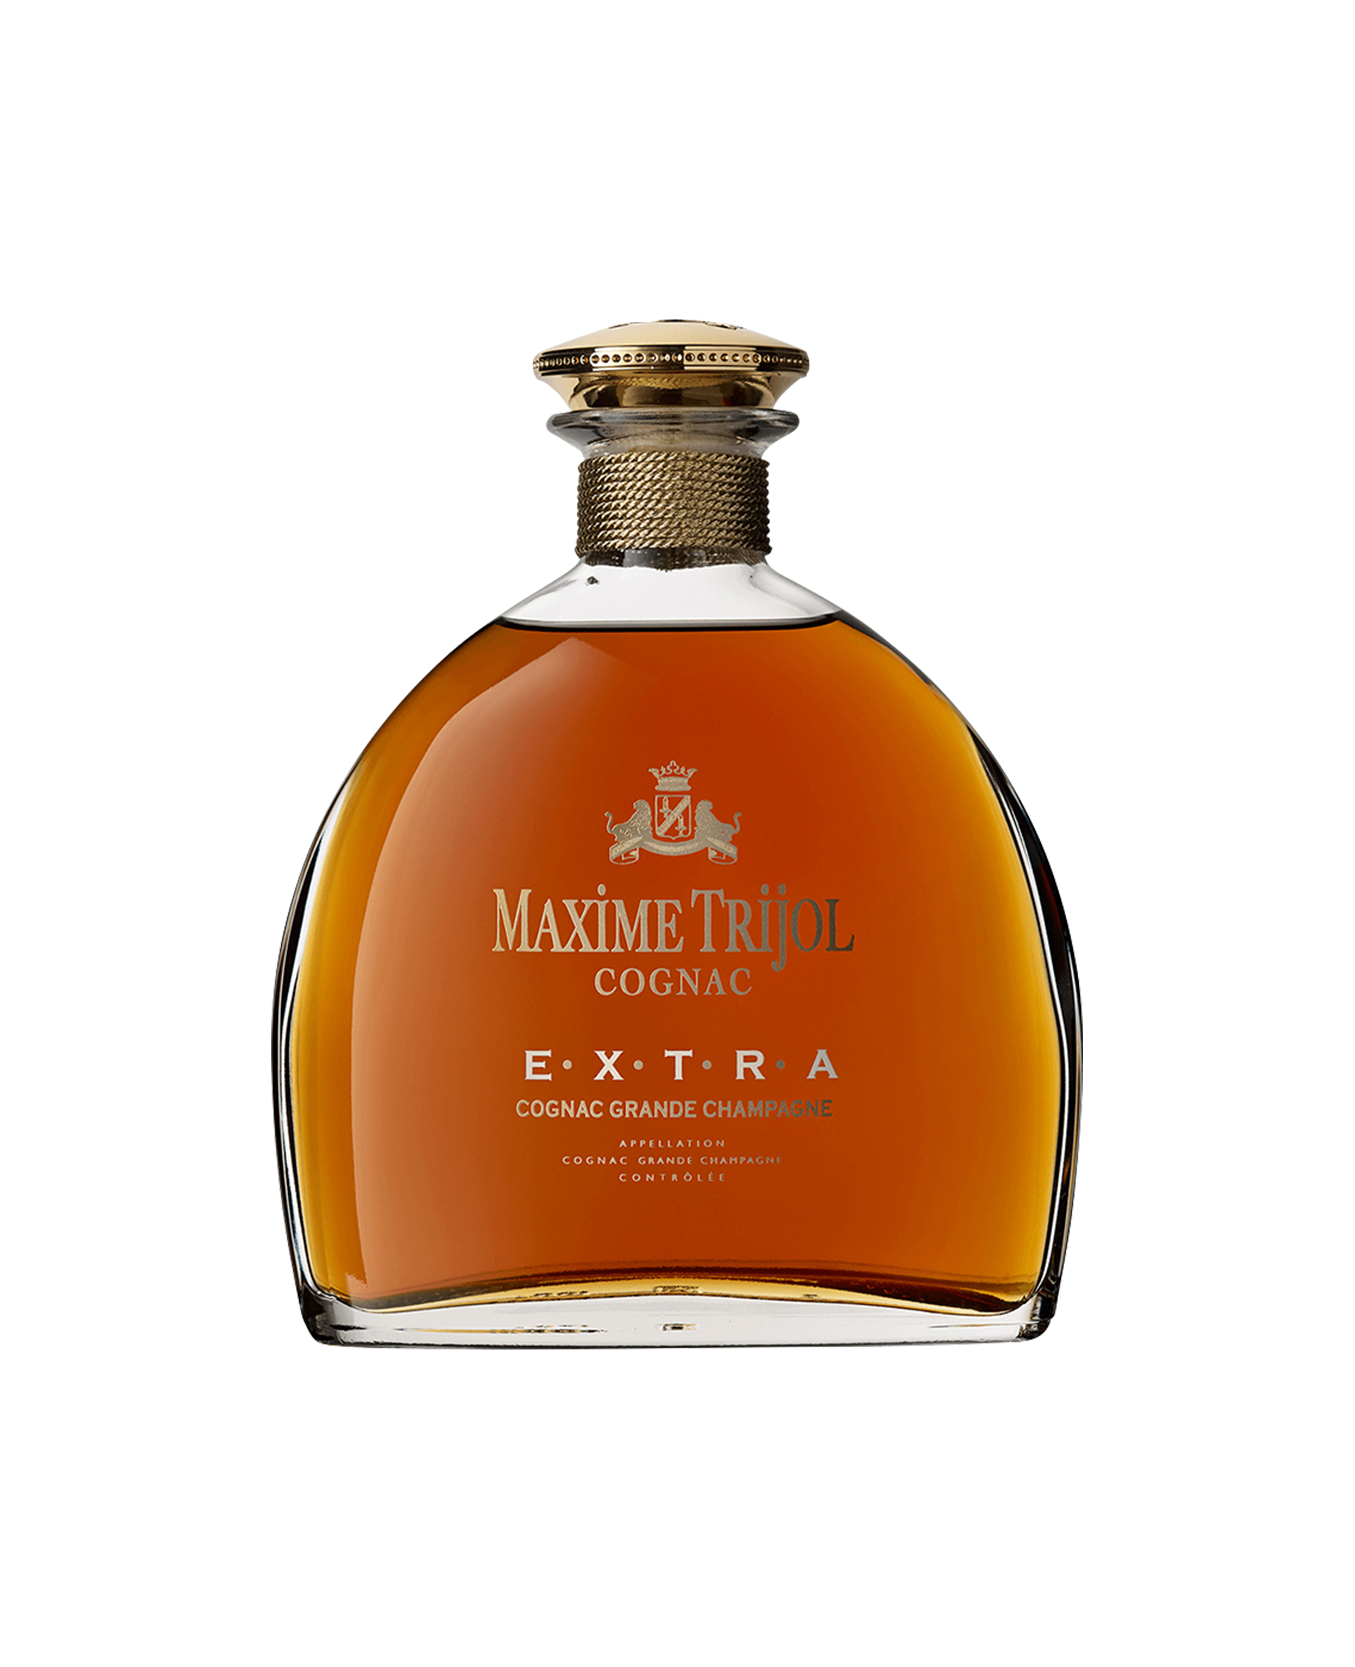 MAXIME TRIJOL
COGNAC
E•X•T•R•A
COGNAC GRANDE CHAMPAGNE
APPELLATION
COGNAC GRANDE CHAMPAGNE
CONTRÔLÉE